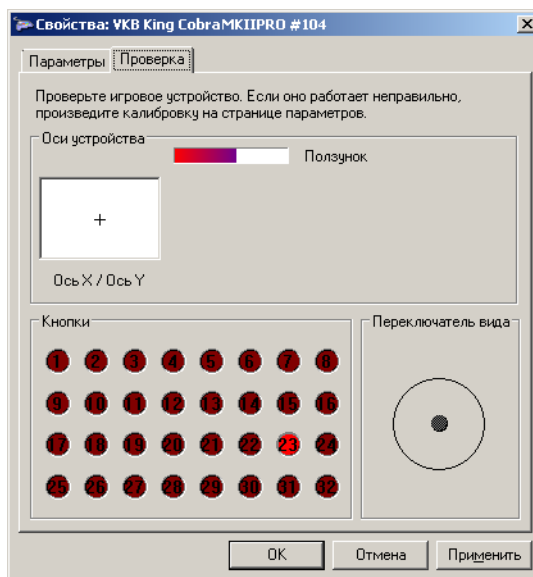 Свойства: VKB King CobraMKIIPRO #104
Параметры
Проверка
Проверьте игровое устройство. Если оно работает неправильно,
произведите калибровку на странице параметров.
Оси устройства
Ползунок
Ось X / Ось Y
Кнопки
Переключатель вида
1 2 3 4 5 6 7 8
9 10 11 12 13 14 15 16
17 18 19 20 21 22 23 24
25 26 27 28 29 30 31 32
OK
Отмена
Применить